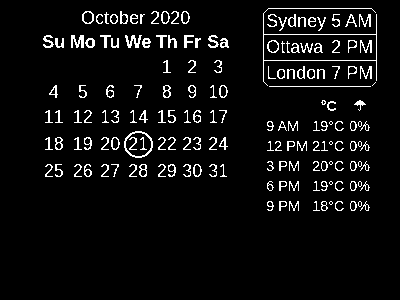 October 2020
Su Mo Tu We Th Fr Sa
1 2 3
4 5 6 7 8 9 10
11 12 13 14 15 16 17
18 19 20 21 22 23 24
25 26 27 28 29 30 31
Sydney 5 AM
Ottawa 2 PM
London 7 PM
°C
9 AM 19°C 0%
12 PM 21°C 0%
3 PM 20°C 0%
6 PM 19°C 0%
9 PM 18°C 0%